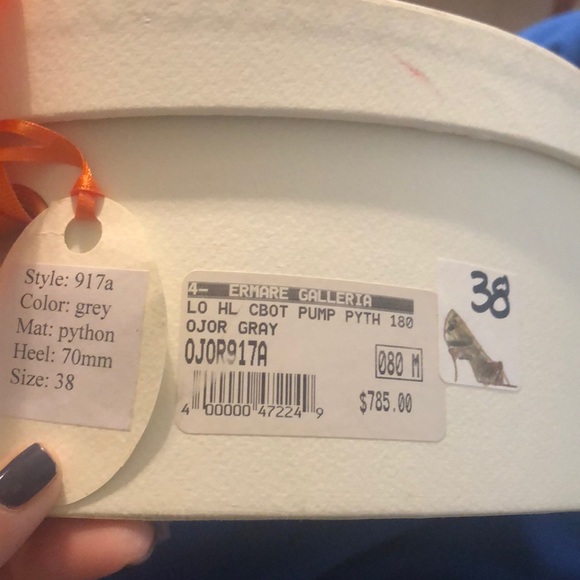 Style: 917a
Color: grey
Mat: python
Heel: 70mm
Size: 38
4- ERMARE GALLERIA
LO HL CBOT PUMP PYTH 180
OJOR GRAY
OJOR917A
080 M
4 00000 47224 9
$785.00
38